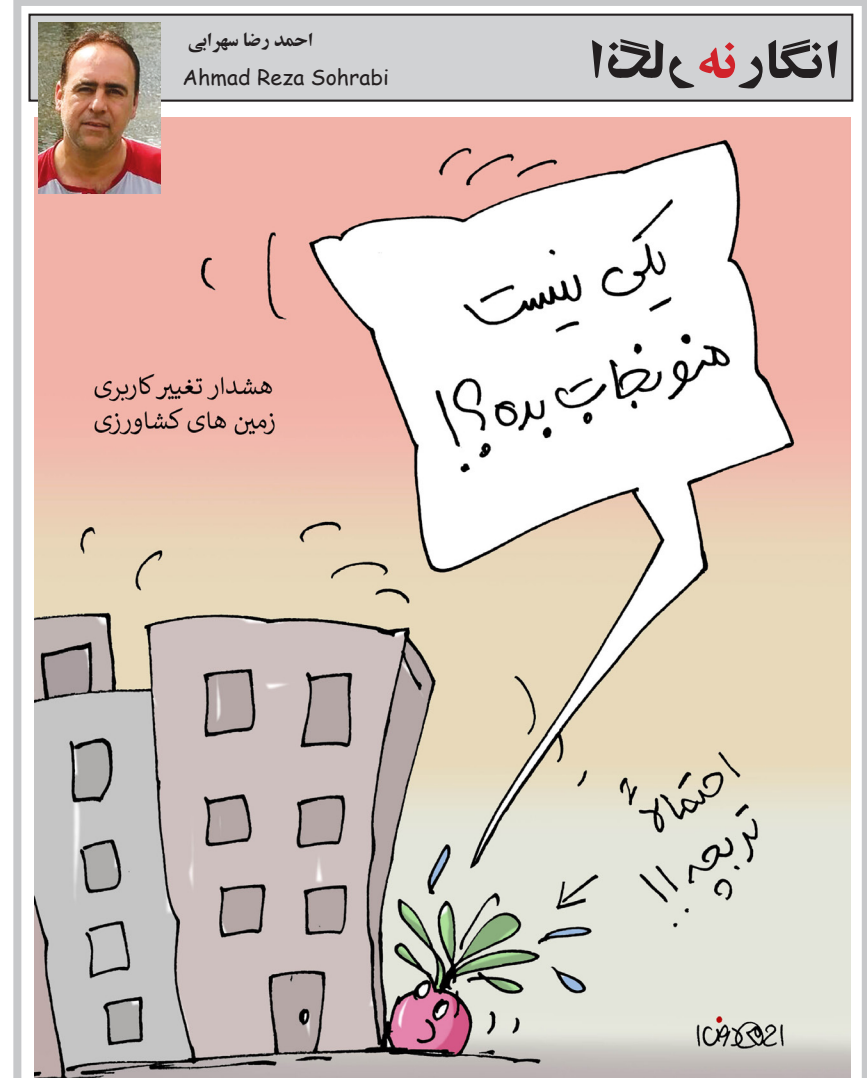 احمد رضا سهرابی
Ahmad Reza Sohrabi
انگار نه
یکی نیست
منو نجات بده؟!
هشدار تغییر کاربری
زمین های کشاورزی
احتمالاً
تربچه!!